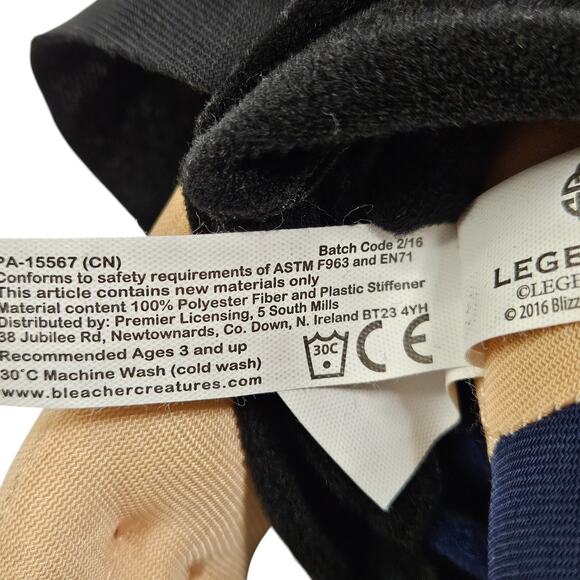 PA-15567 (CN)
Batch Code 2/16
Conforms to safety requirements of ASTM F963 and EN71
This article contains new materials only
Material content 100% Polyester Fiber and Plastic Stiffener
Distributed by: Premier Licensing, 5 South Mills
38 Jubilee Rd, Newtownards, Co. Down, N. Ireland BT23 4YH
Recommended Ages 3 and up
30°C Machine Wash (cold wash)
www.bleachercreatures.com
30C
CE
LEGE
©LEGE
© 2016 Blizz